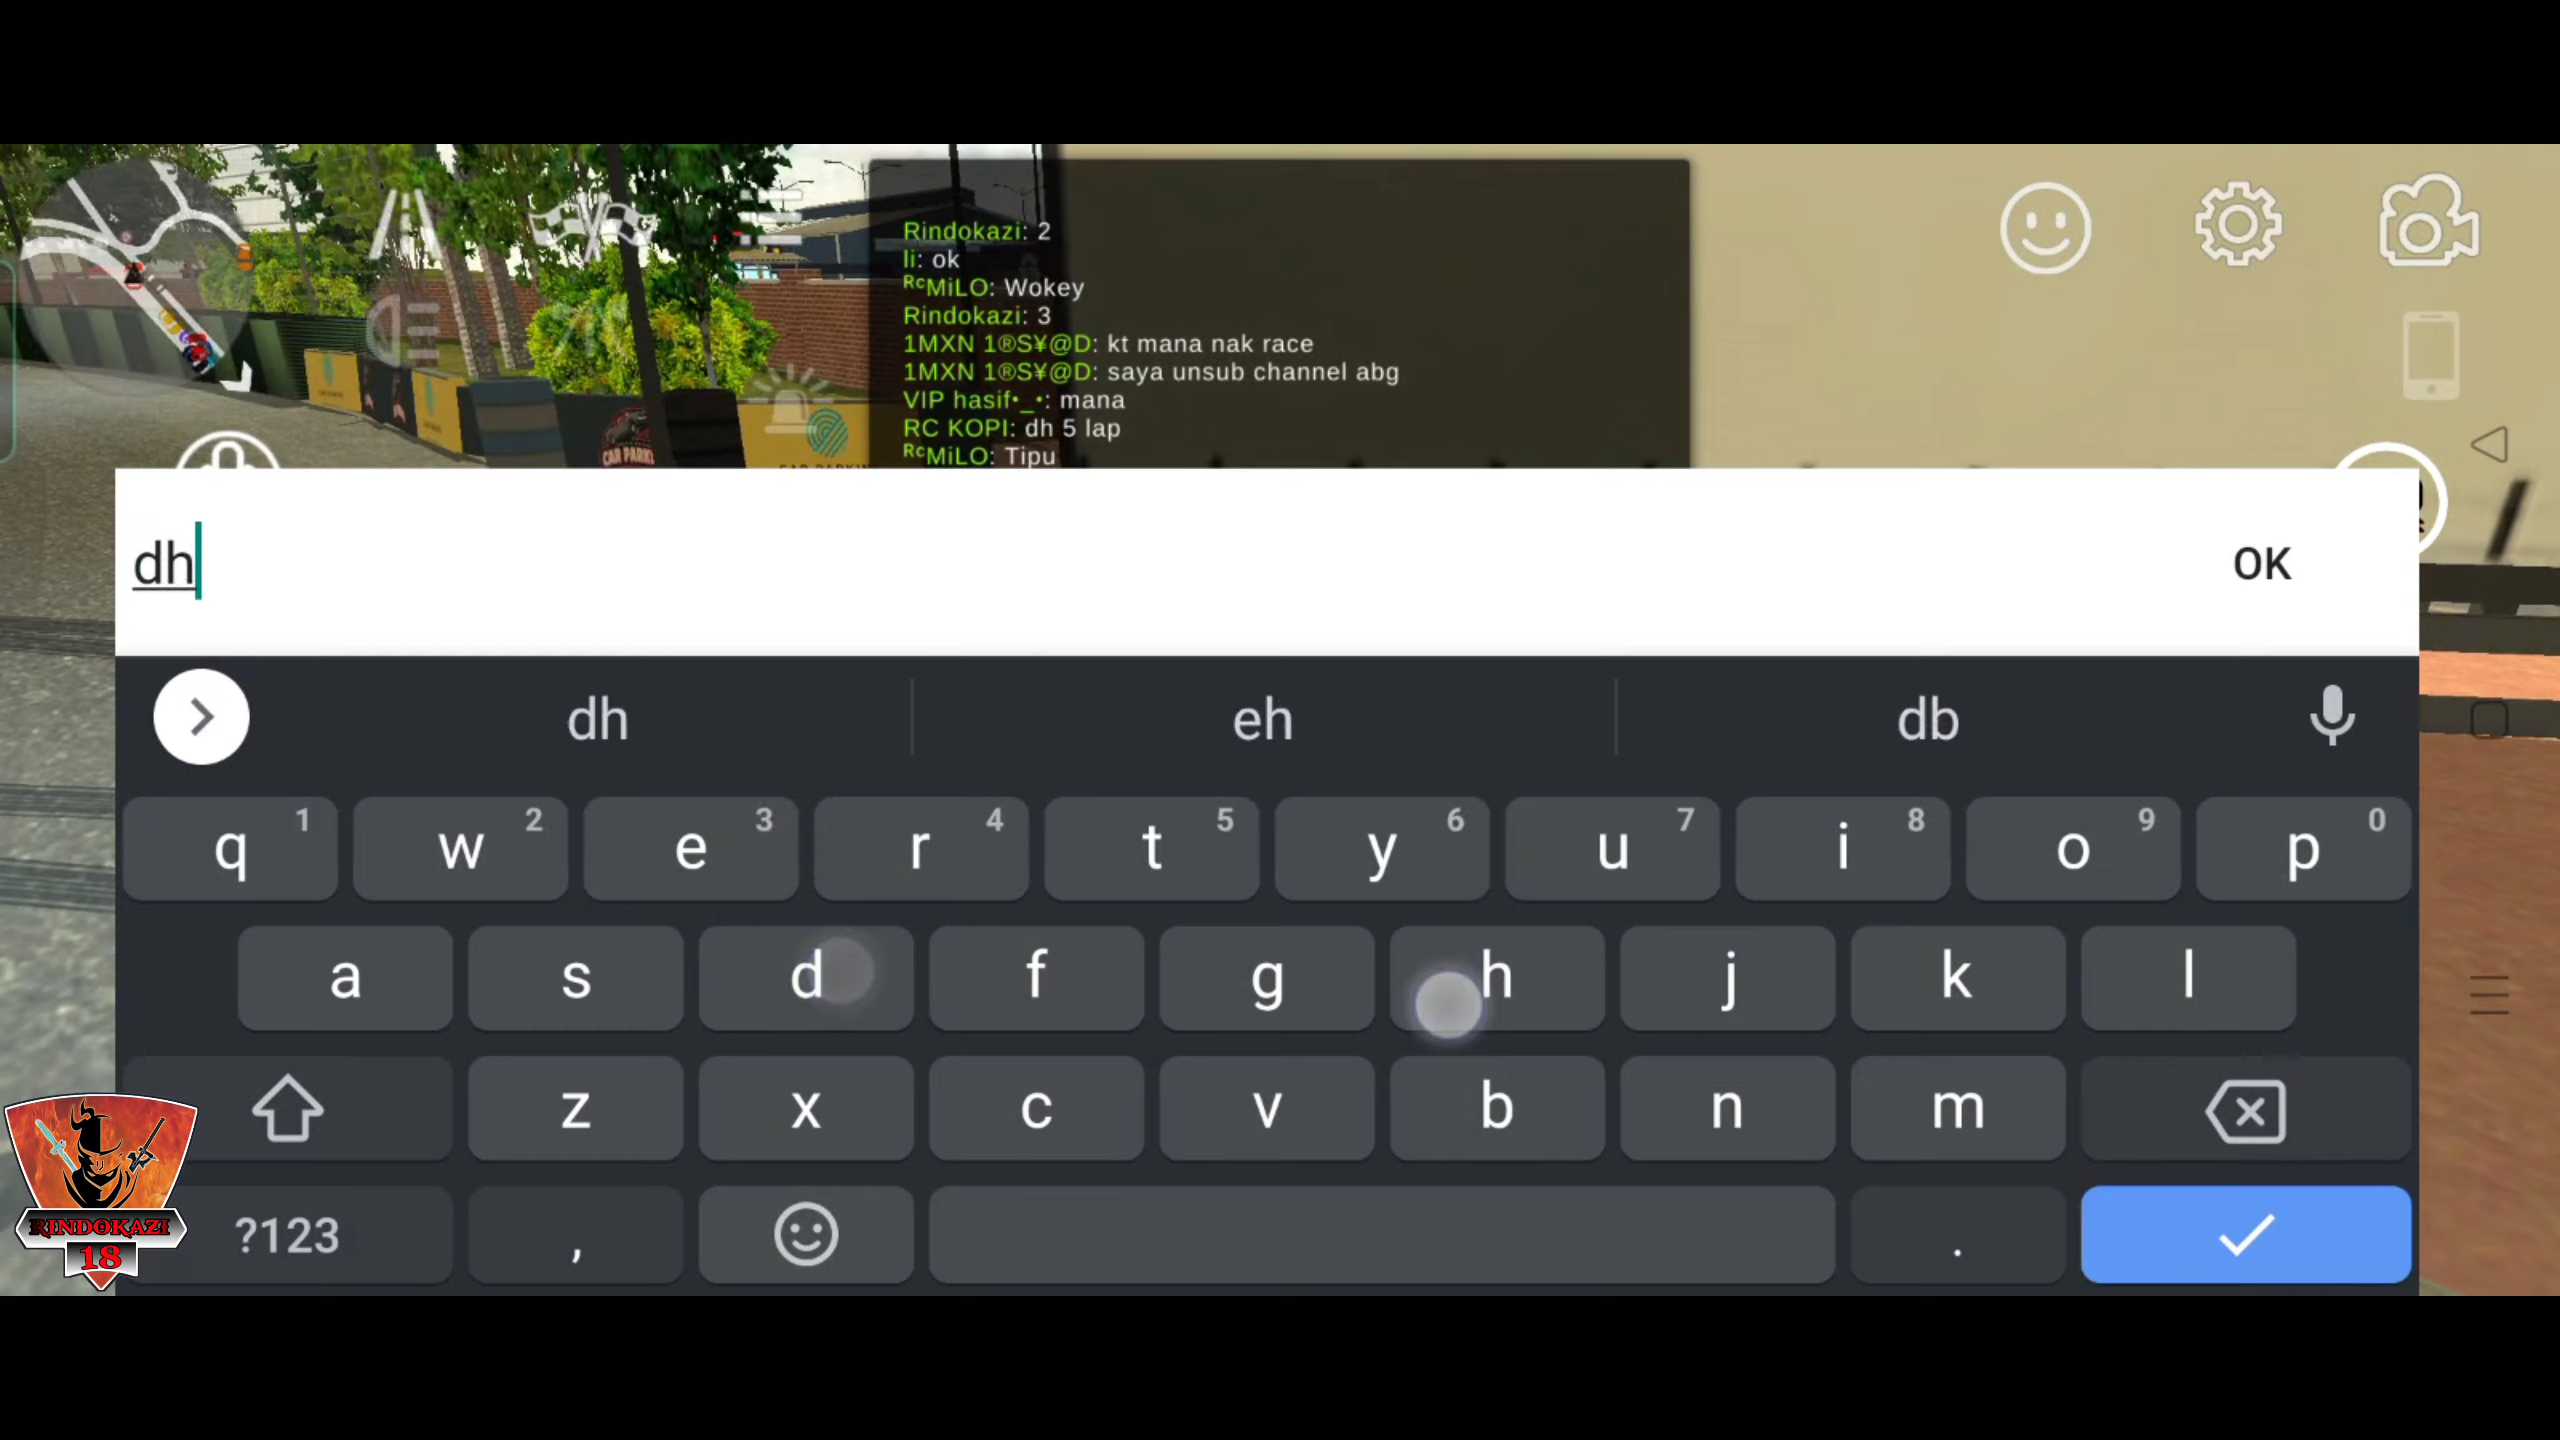 Rindokazi: 2
li: ok
ᴿᶜMiLO: Wokey
Rindokazi: 3
1MXN 1®S¥@D: kt mana nak race
1MXN 1®S¥@D: saya unsub channel abg
VIP hasif•_•: mana
RC KOPI: dh 5 lap
ᴿᶜMiLO: Tipu
CAR PARKI
dh
OK
dh eh db
q 1 w 2 e 3 r 4 t 5 y 6 u 7 i 8 o 9 p 0
a s d f g h j k l
z x c v b n m
?123 , .
RINDOKAZI
18